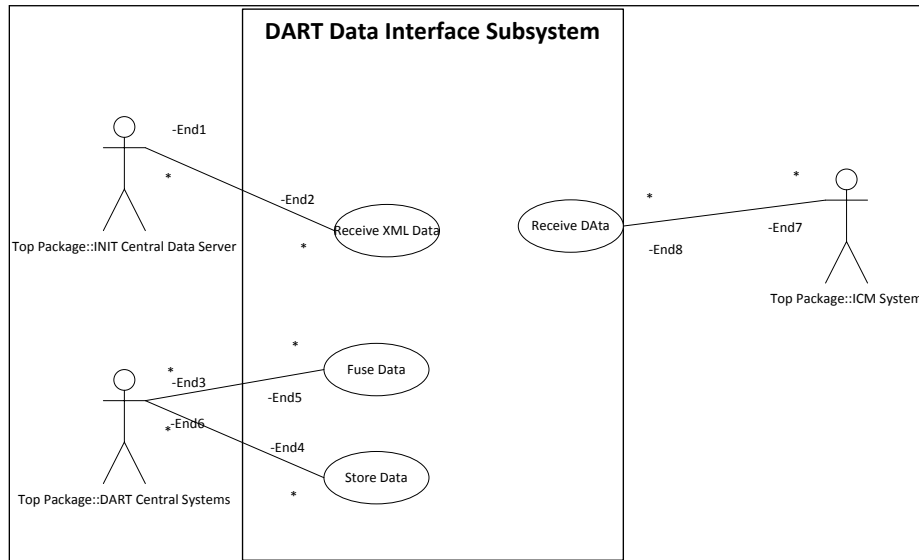 DART Data Interface Subsystem
-End1
*
-End2
*
Receive XML Data
Top Package::INIT Central Data Server
Receive DAta
*
*
-End8
-End7
Top Package::ICM System
*
-End3
*
-End5
Fuse Data
-End6
*
-End4
*
Store Data
Top Package::DART Central Systems